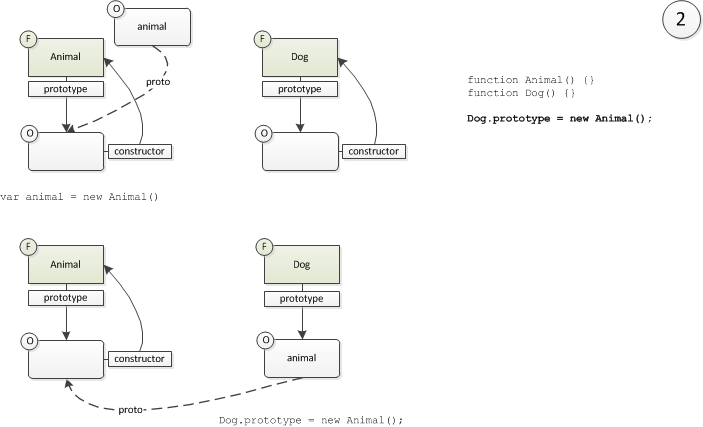 O
animal
2
F
Animal
F
Dog
prototype
proto
prototype
function Animal() {}
function Dog() {}
Dog.prototype = new Animal();
O
constructor
O
constructor
var animal = new Animal()
F
Animal
F
Dog
prototype
prototype
O
constructor
O
animal
proto
Dog.prototype = new Animal();